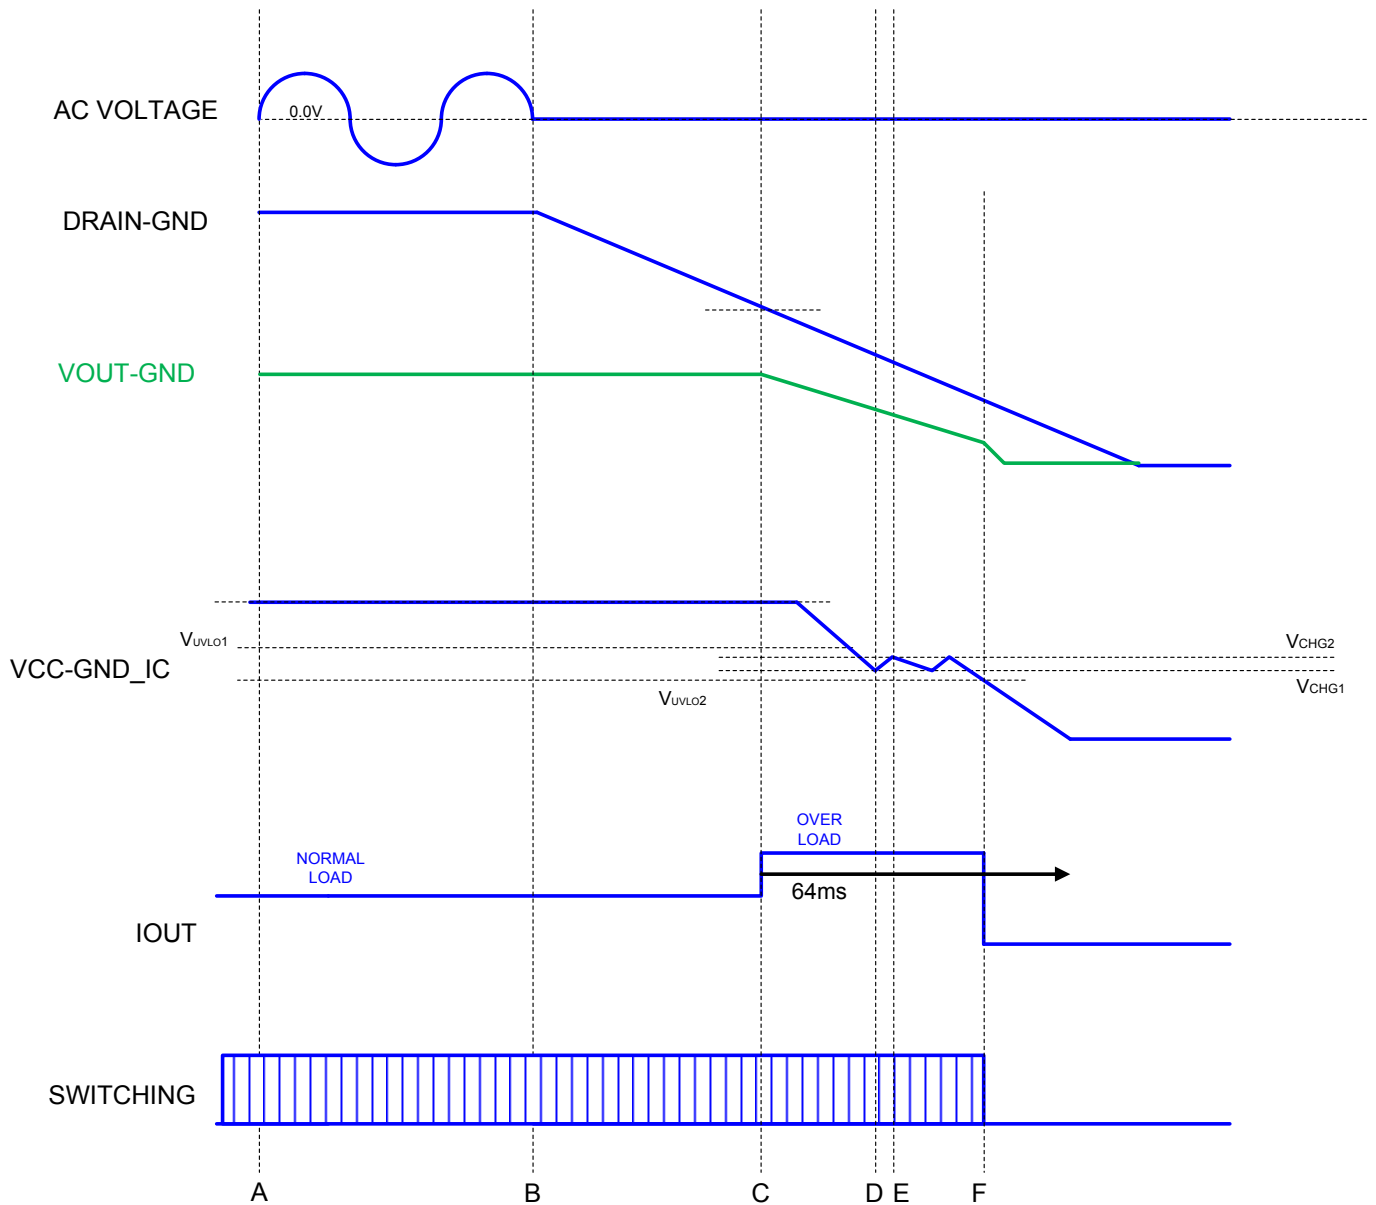 AC VOLTAGE
0.0V
DRAIN-GND
VOUT-GND
VUVLO1
VCHG2
VCC-GND_IC
VCHG1
VUVLO2
OVER
LOAD
NORMAL
LOAD
64ms
IOUT
SWITCHING
A B C D E F